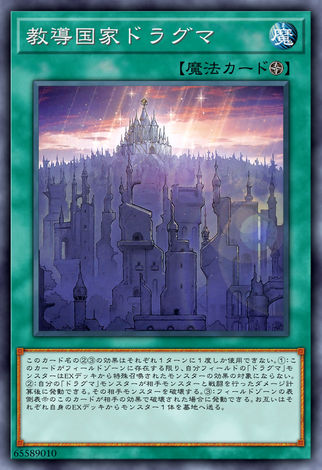 教導国家ドラグマ
魔
【魔法カード】
このカード名の②③の効果はそれぞれ１ターンに１度しか使用できない。①：こ
のカードがフィールドゾーンに存在する限り、自分フィールドの「ドラグマ」モ
ンスターはEXデッキから特殊召喚されたモンスターの効果の対象にならない。
②：自分の「ドラグマ」モンスターが相手モンスターと戦闘を行ったダメージ計
算後に発動できる。その相手モンスターを破壊する。③：フィールドゾーンの表
側表示のこのカードが相手の効果で破壊された場合に発動できる。お互いはそ
れぞれ自身のEXデッキからモンスター１体を墓地へ送る。
65589010